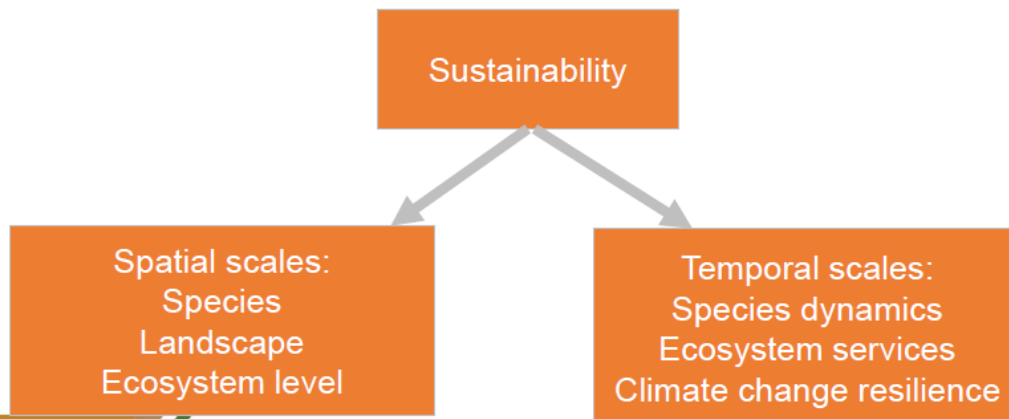 Sustainability
Spatial scales:
Species
Landscape
Ecosystem level
Temporal scales:
Species dynamics
Ecosystem services
Climate change resilience